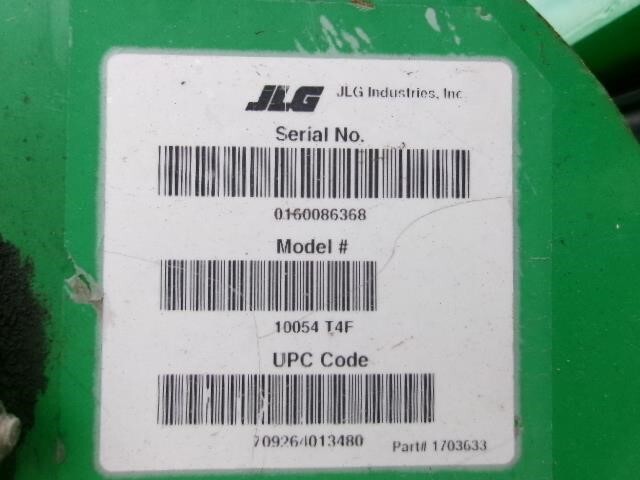 JLG JLG Industries, Inc.
Serial No.
0160086368
Model #
10054 T4F
UPC Code
709264013480
Part# 1703633